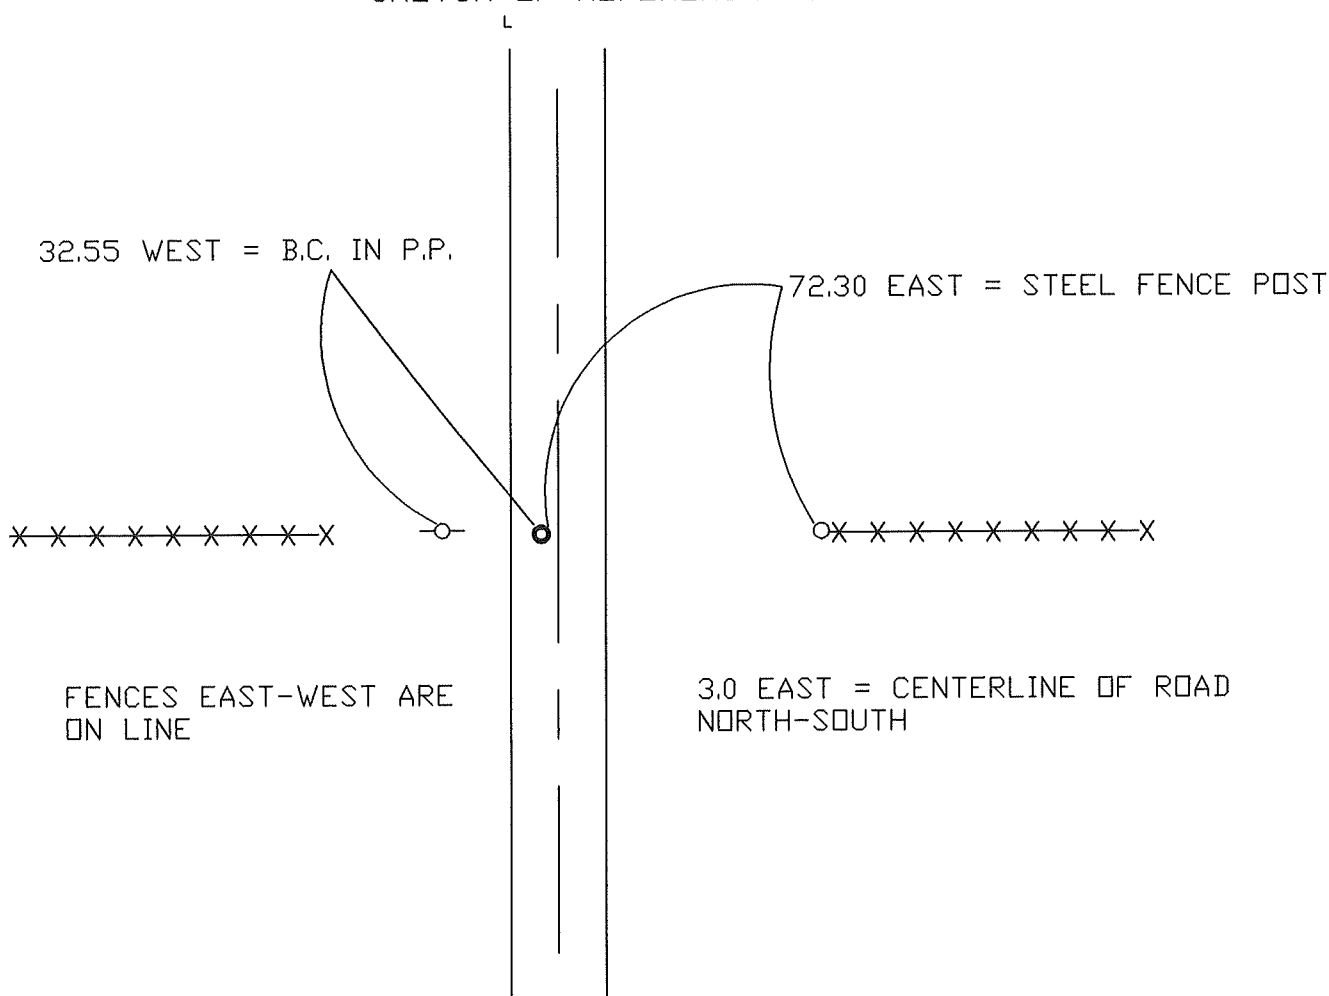 L
32.55 WEST = B.C. IN P.P.
72.30 EAST = STEEL FENCE POST
FENCES EAST-WEST ARE
ON LINE
3.0 EAST = CENTERLINE OF ROAD
NORTH-SOUTH